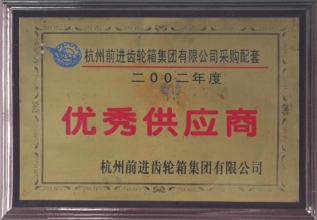 杭州前进齿轮箱集团有限公司采购配套
二００二年度
优秀供应商
杭州前进齿轮箱集团有限公司